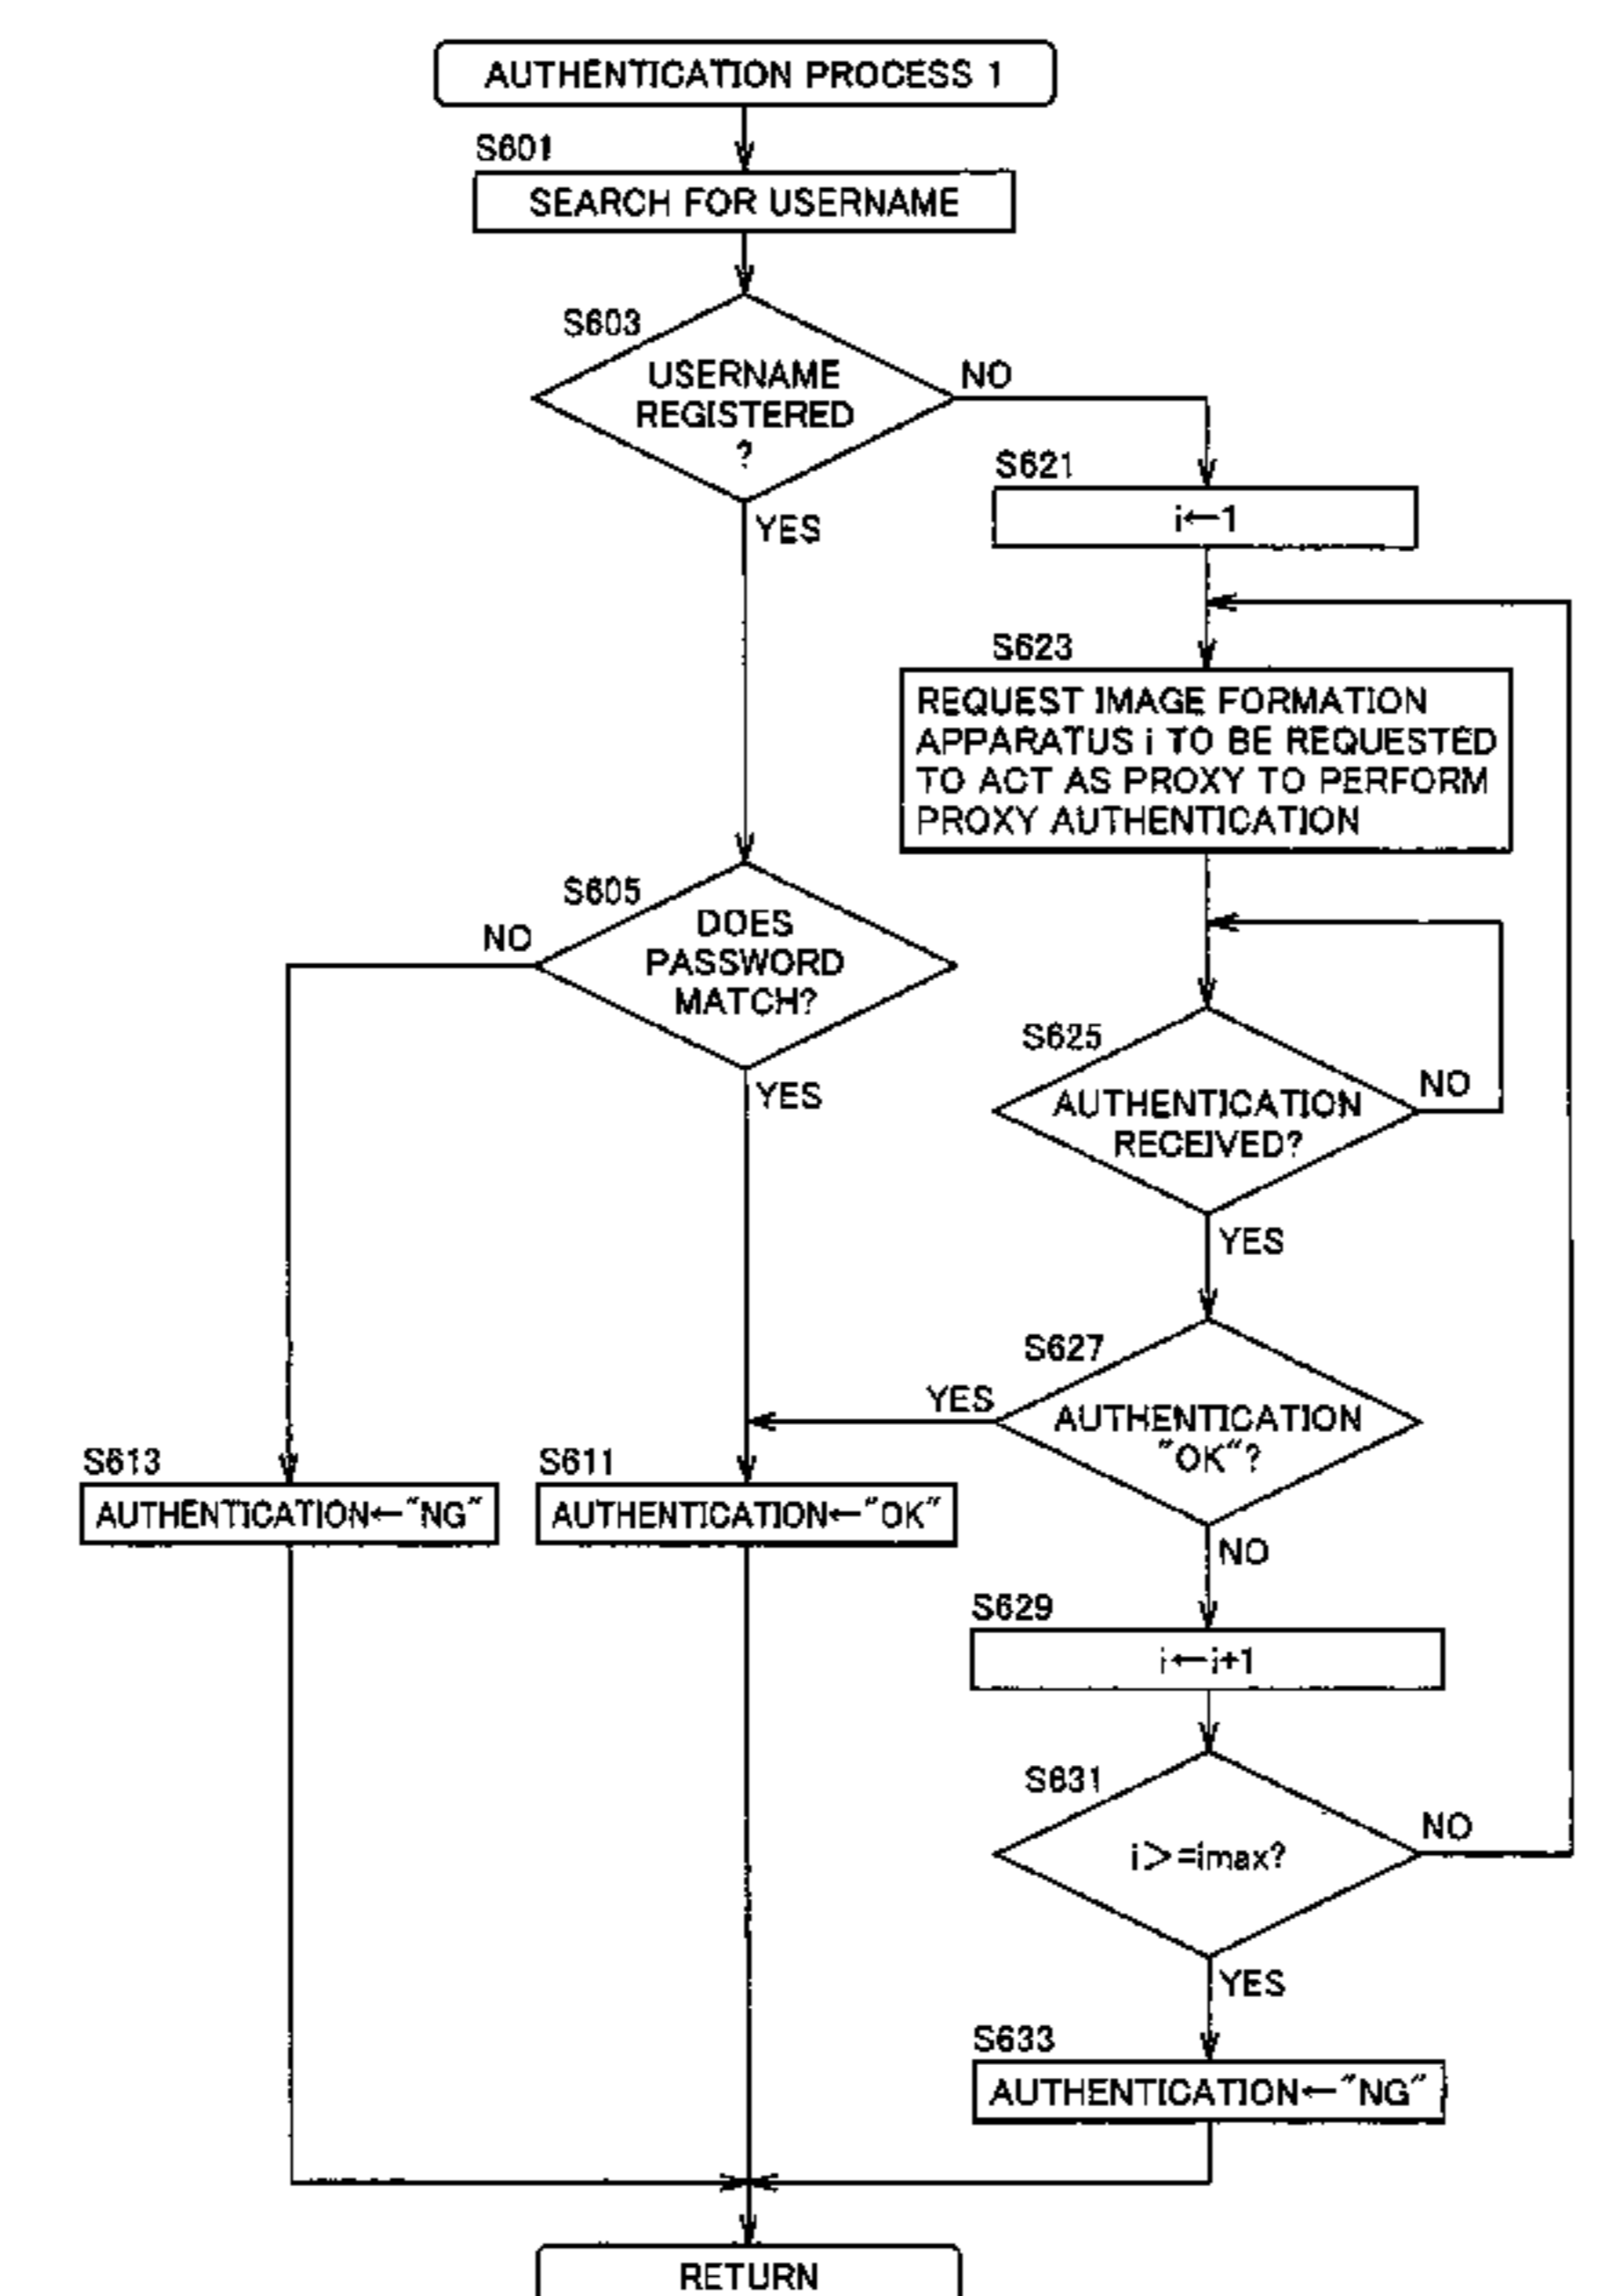 AUTHENTICATION PROCESS 1
S601
SEARCH FOR USERNAME
S603
USERNAME
REGISTERED
?
NO
YES
S621
i←1
S623
REQUEST IMAGE FORMATION
APPARATUS i TO BE REQUESTED
TO ACT AS PROXY TO PERFORM
PROXY AUTHENTICATION
S605
DOES
PASSWORD
MATCH?
NO
YES
S625
AUTHENTICATION
RECEIVED?
NO
YES
S627
AUTHENTICATION
"OK"?
YES
NO
S613
AUTHENTICATION←"NG"
S611
AUTHENTICATION←"OK"
S629
i←i+1
S631
i>=imax?
NO
YES
S633
AUTHENTICATION←"NG"
RETURN